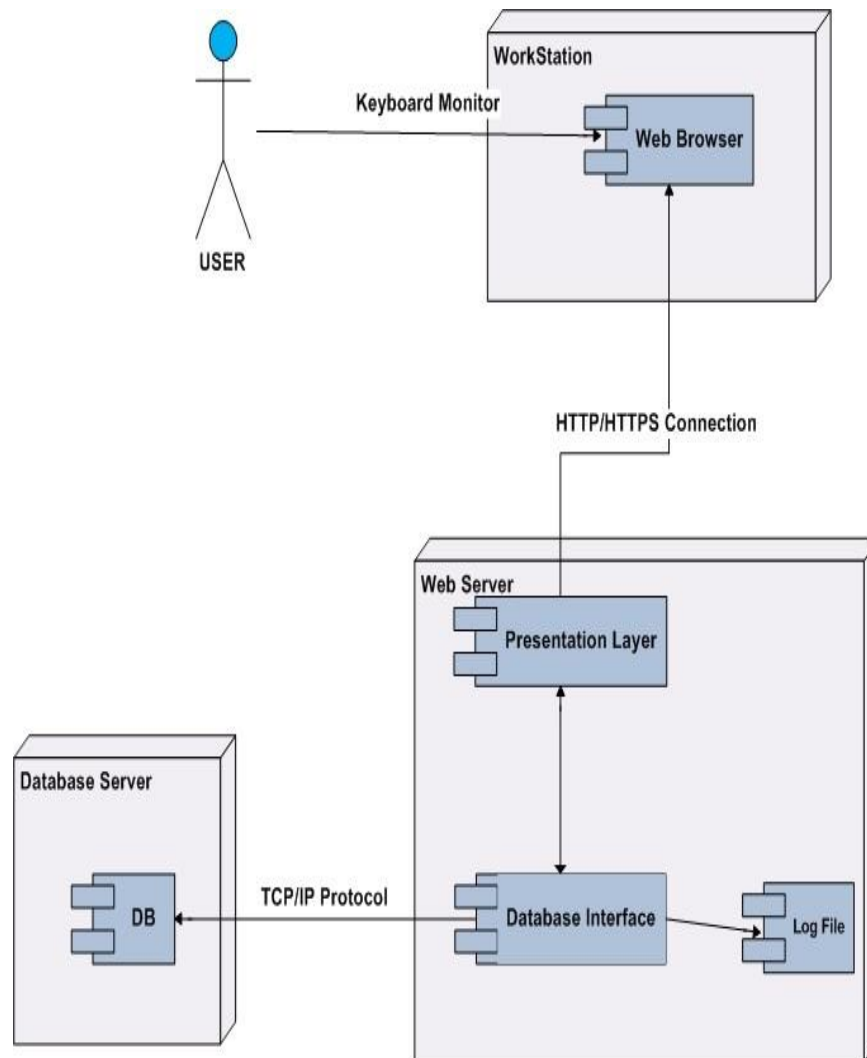 WorkStation
Keyboard Monitor
Web Browser
USER
HTTP/HTTPS Connection
Web Server
Presentation Layer
Database Server
TCP/IP Protocol
DB
Database Interface
Log File